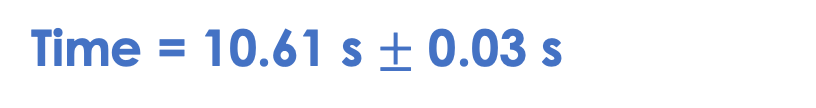 Time = 10.61 s ± 0.03 s